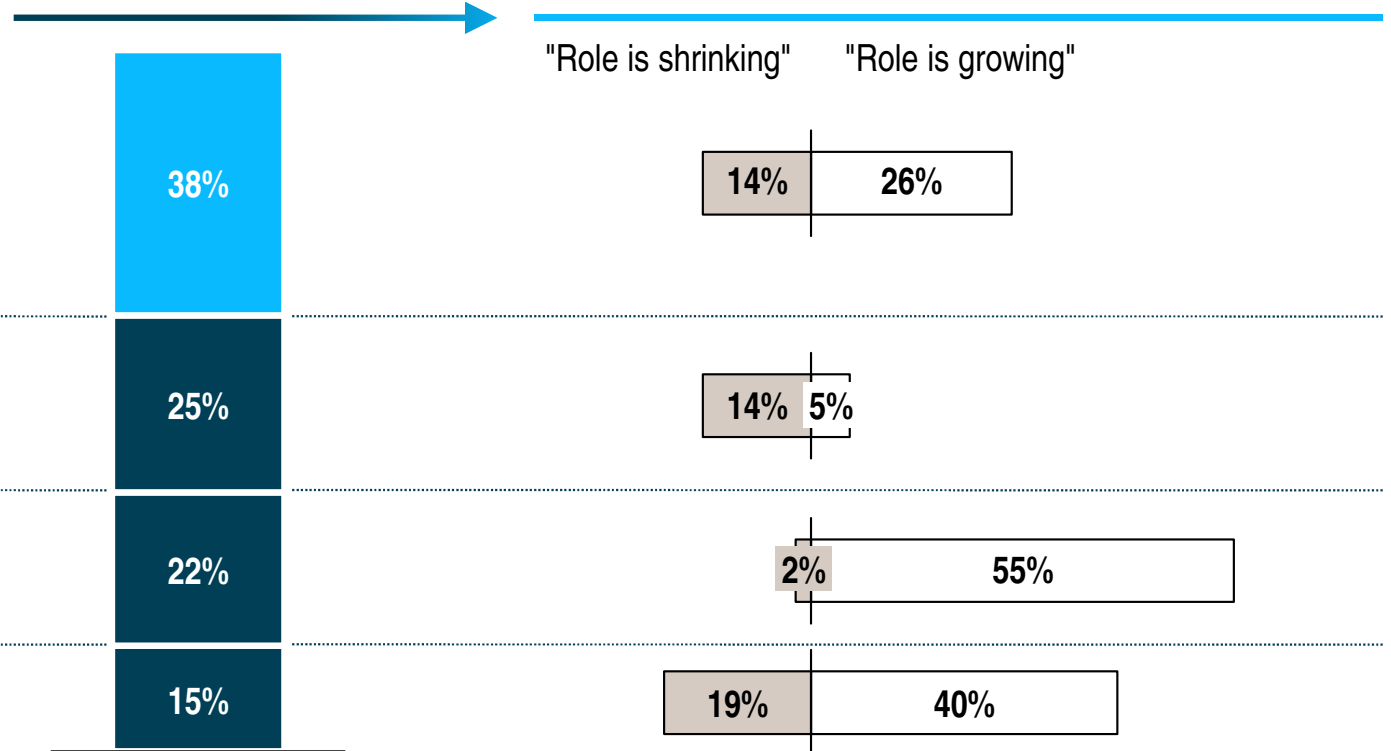 "Role is shrinking" "Role is growing"
38% 14% 26%
25% 14% 5%
22% 2% 55%
15% 19% 40%